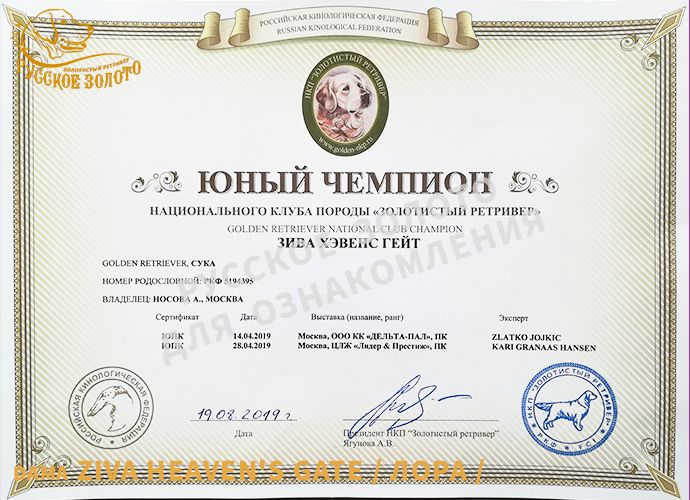 РОССИЙСКАЯ КИНОЛОГИЧЕСКАЯ ФЕДЕРАЦИЯ
RUSSIAN KINOLOGICAL FEDERATION
ЗОЛОТИСТЫЙ РЕТРИВЕР
РУССКОЕ ЗОЛОТО
НКП "ЗОЛОТИСТЫЙ РЕТРИВЕР"
www.golden-nkp.ru
ЮНЫЙ ЧЕМПИОН
НАЦИОНАЛЬНОГО КЛУБА ПОРОДЫ «ЗОЛОТИСТЫЙ РЕТРИВЕР»
GOLDEN RETRIEVER NATIONAL CLUB CHAMPION
ЗИВА ХЭВЕНС ГЕЙТ
GOLDEN RETRIEVER, СУКА
НОМЕР РОДОСЛОВНОЙ: РКФ 5194395
ВЛАДЕЛЕЦ: НОСОВА А., МОСКВА
РУССКОЕ ЗОЛОТО
ДЛЯ ОЗНАКОМЛЕНИЯ
Сертификат Дата Выставка (название, ранг) Эксперт
ЮПК 14.04.2019 Москва, ООО КК «ДЕЛЬТА-ПАЛ», ПК ZLATKO JOJKIC
ЮПК 28.04.2019 Москва, ЦЛЖ «Лидер & Престиж», ПК KARI GRANAAS HANSEN
РОССИЙСКАЯ КИНОЛОГИЧЕСКАЯ ФЕДЕРАЦИЯ
19.08.2019 г.
Дата
Президент НКП "Золотистый ретривер"
Ягунова А.В.
НКП "ЗОЛОТИСТЫЙ РЕТРИВЕР"
РКФ FCI
DAMA ZIVA HEAVEN'S GATE / ЛОРА /